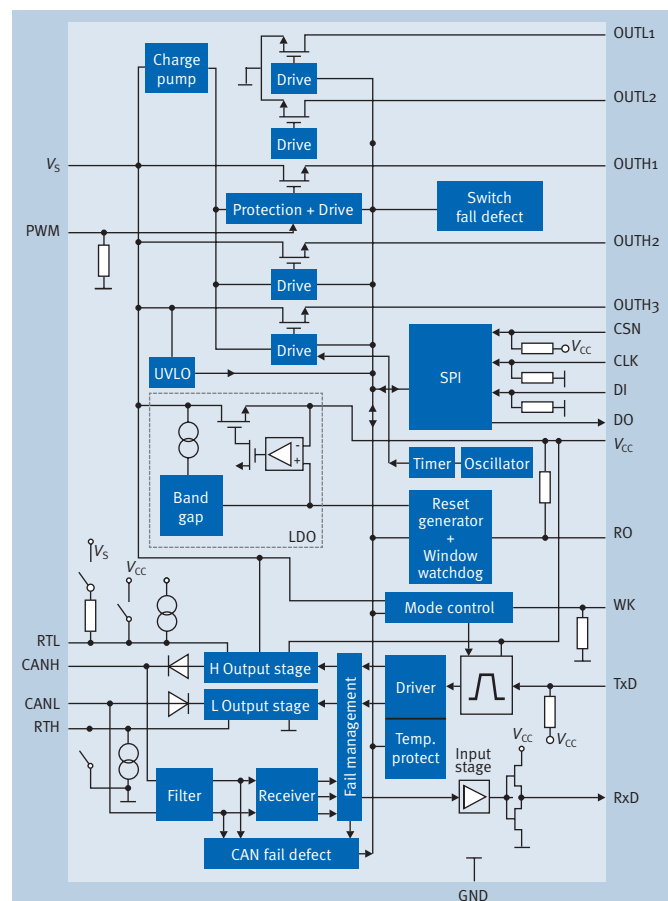 OUTL1
Charge
pump
Drive
OUTL2
Drive
VS
OUTH1
Protection + Drive
Switch
fall defect
PWM
OUTH2
Drive
OUTH3
CSN
Drive
VCC
UVLO
SPI
CLK
DI
DO
VCC
-
+
Timer
Oscillator
Band
gap
LDO
Reset
generator
+
Window
watchdog
RO
VS
VCC
Mode control
WK
RTL
CANH
H Output stage
Driver
TxD
CANL
L Output stage
RTH
Fail management
Temp.
protect
VCC
Input
stage
VCC
Filter
Receiver
RxD
CAN fail defect
GND